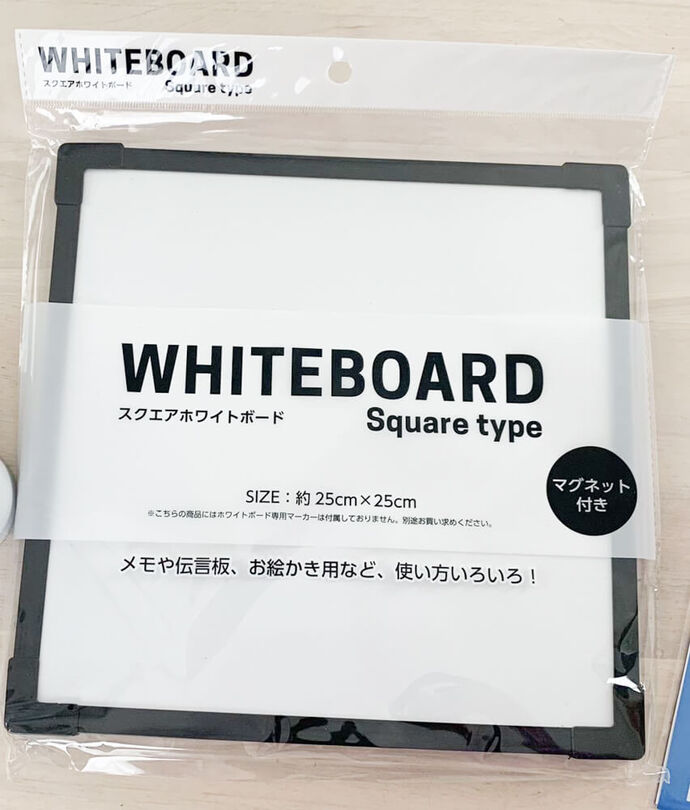 WHITEBOARD
スクエアホワイトボード
Square type
WHITEBOARD
スクエアホワイトボード
Square type
SIZE：約 25cm×25cm
※こちらの商品にはホワイトボード専用マーカーは付属しておりません。別途お買い求めください。
マグネット
付き
メモや伝言板、お絵かき用など、使い方いろいろ！